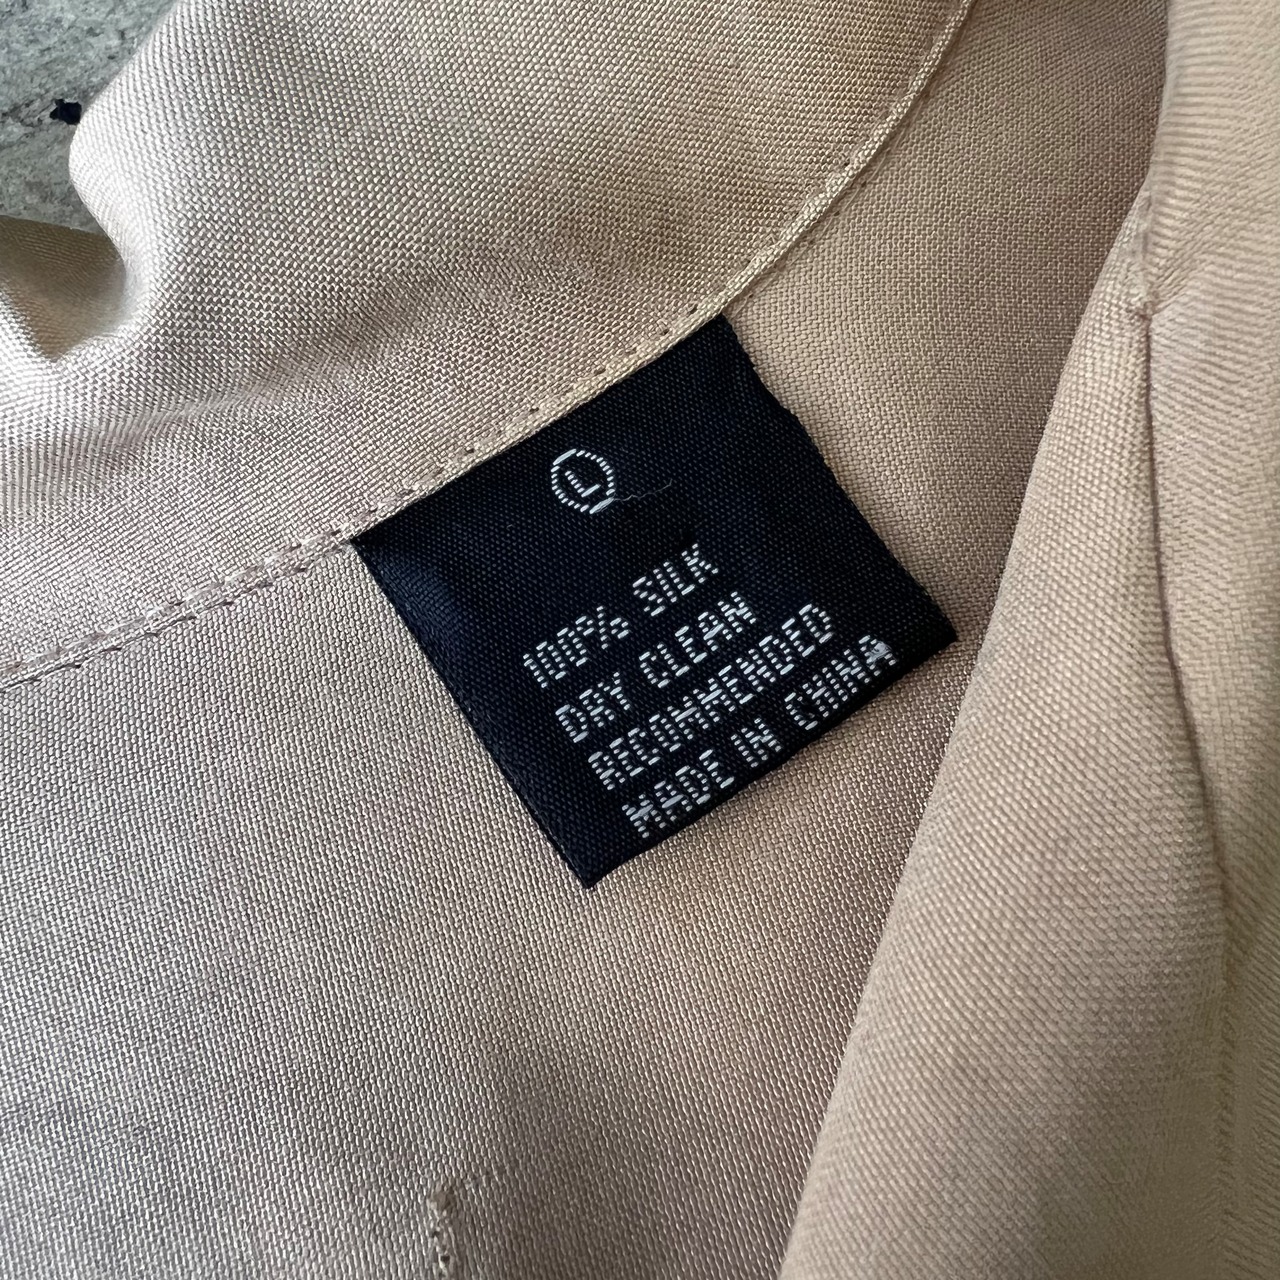 L
100% SILK
DRY CLEAN
RECOMMENDED
MADE IN CHINA